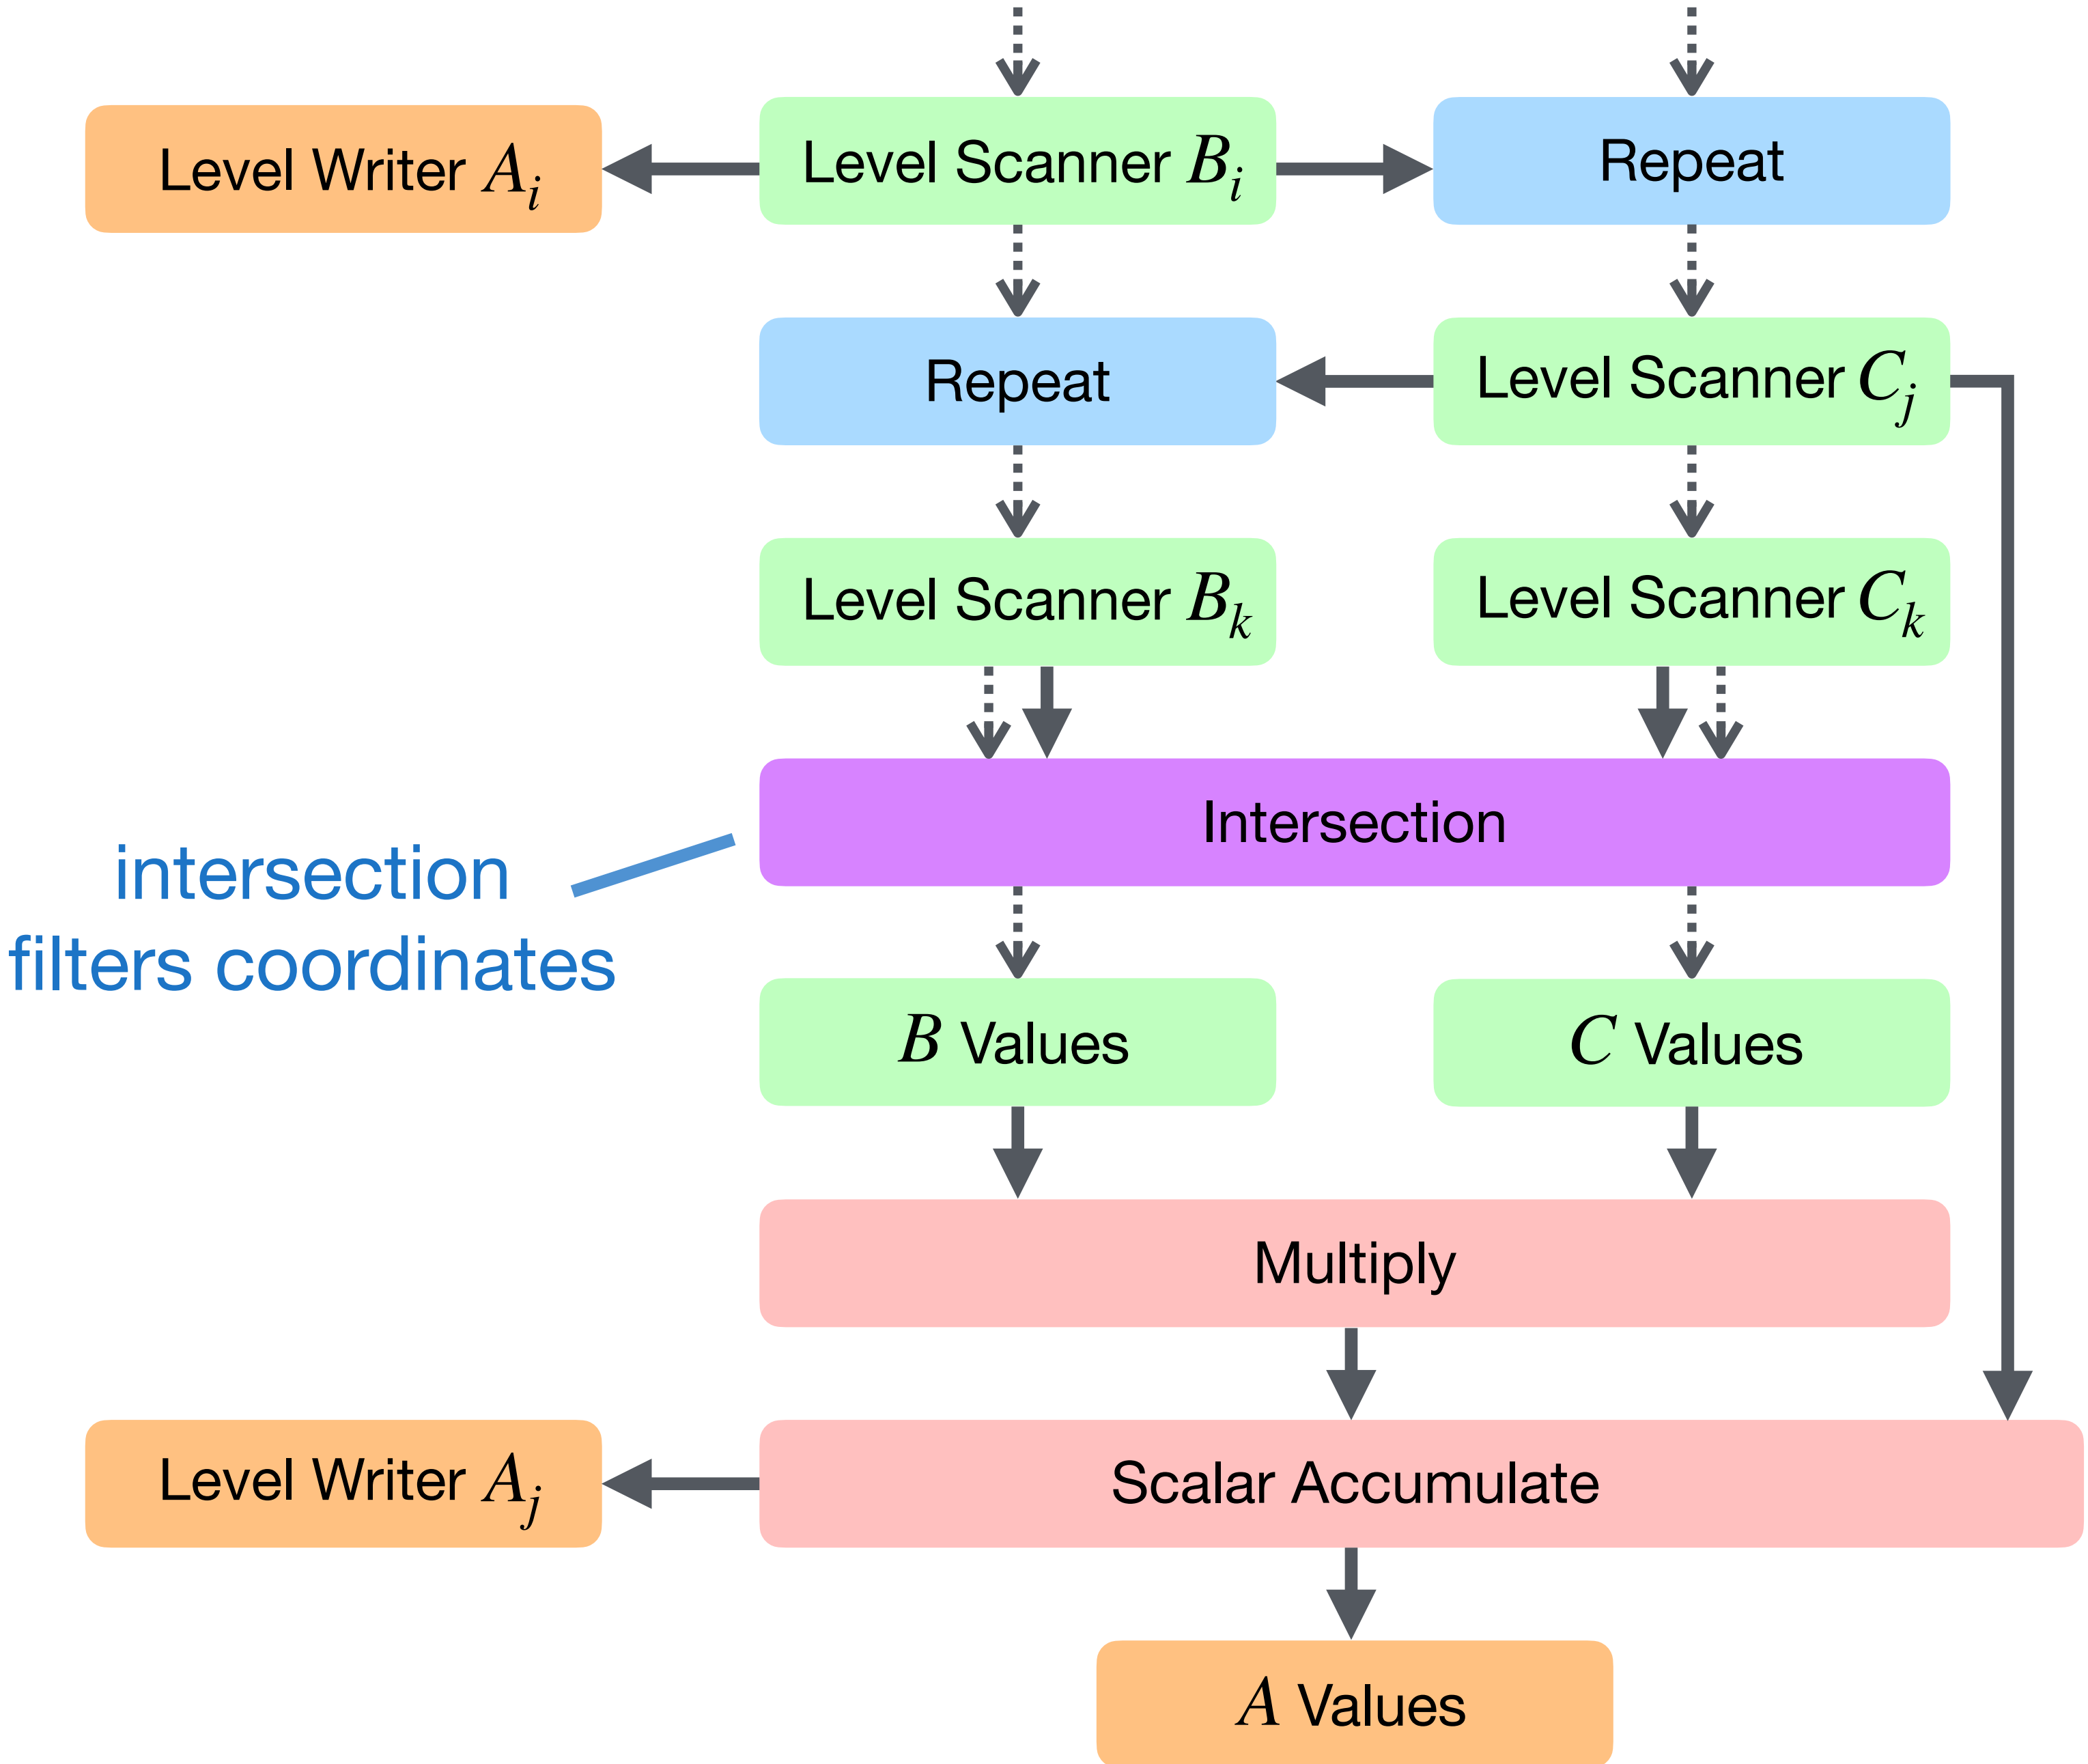 Level Writer A_i
Level Scanner B_i
Repeat
Repeat
Level Scanner C_j
Level Scanner B_k
Level Scanner C_k
Intersection
intersection
filters coordinates
B Values
C Values
Multiply
Level Writer A_j
Scalar Accumulate
A Values